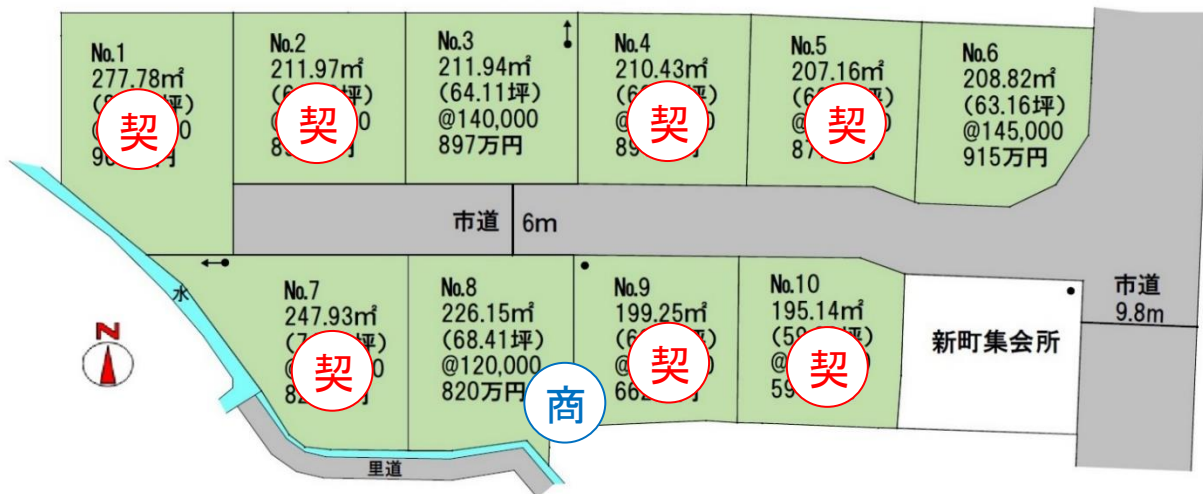 No.1
277.78㎡
契
No.2
211.97㎡
契
No.3
211.94㎡
(64.11坪)
@140,000
897万円
No.4
210.43㎡
契
No.5
207.16㎡
契
No.6
208.82㎡
(63.16坪)
@145,000
915万円
市道 6m
市道
9.8m
水
No.7
247.93㎡
契
No.8
226.15㎡
(68.41坪)
@120,000
820万円
商
No.9
199.25㎡
契
No.10
195.14㎡
契
新町集会所
N
里道